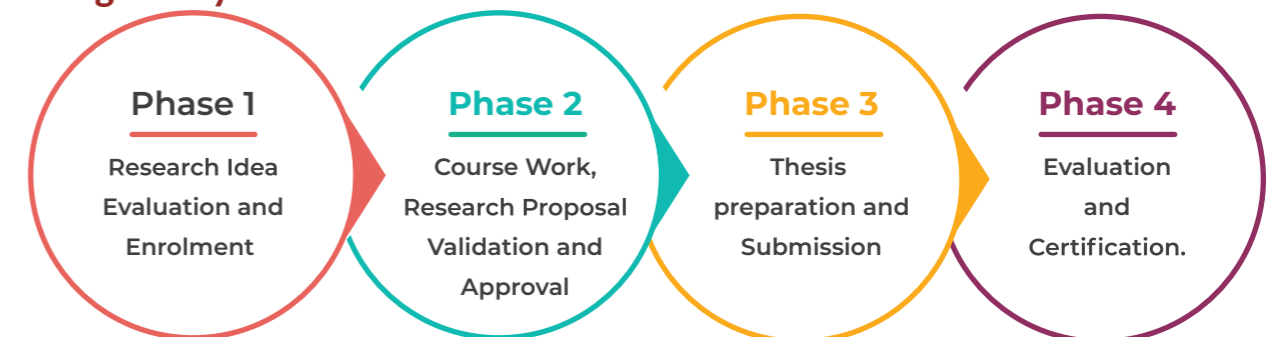 Phase 1
Research Idea
Evaluation and
Enrolment
Phase 2
Course Work,
Research Proposal
Validation and
Approval
Phase 3
Thesis
preparation and
Submission
Phase 4
Evaluation
and
Certification.